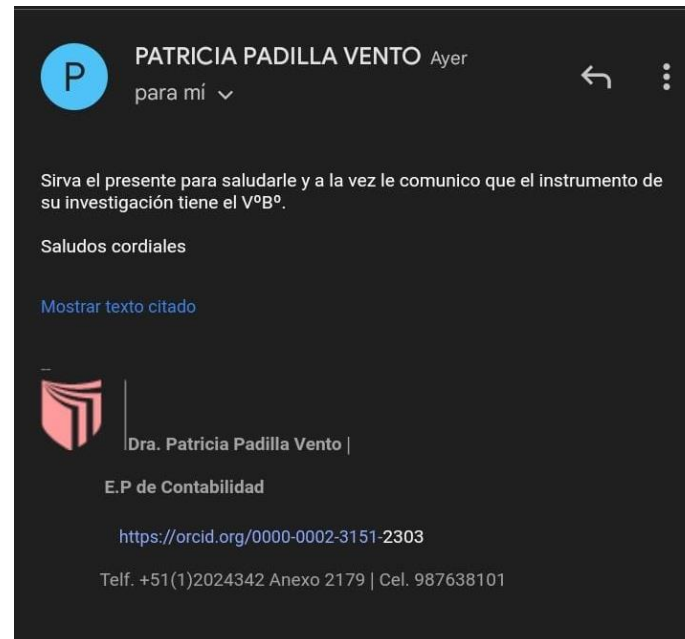 P
PATRICIA PADILLA VENTO Ayer
para mí
Sirva el presente para saludarle y a la vez le comunico que el instrumento de
su investigación tiene el VºBº.
Saludos cordiales
Mostrar texto citado
--
Dra. Patricia Padilla Vento |
E.P de Contabilidad
https://orcid.org/0000-0002-3151-2303
Telf. +51(1)2024342 Anexo 2179 | Cel. 987638101